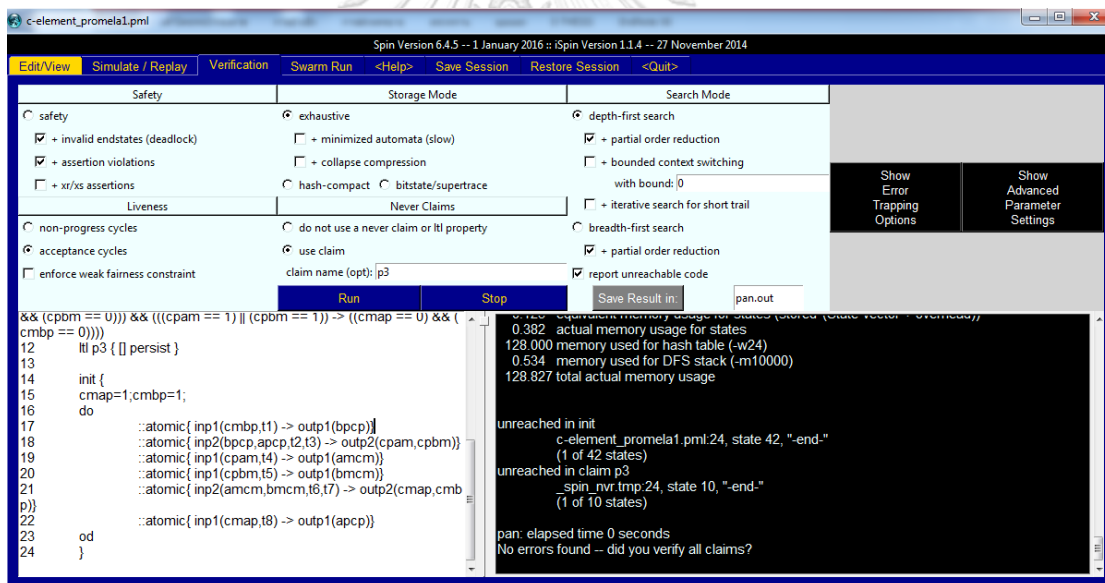 c-element_promela1.pml
Spin Version 6.4.5 -- 1 January 2016 :: iSpin Version 1.1.4 -- 27 November 2014
Edit/View Simulate / Replay Verification Swarm Run <Help> Save Session Restore Session <Quit>
Safety Storage Mode Search Mode
safety exhaustive depth-first search
+ invalid endstates (deadlock) + minimized automata (slow) + partial order reduction
+ assertion violations + collapse compression + bounded context switching
+ xr/xs assertions hash-compact bitstate/supertrace with bound: 0
Liveness Never Claims + iterative search for short trail
non-progress cycles do not use a never claim or ltl property breadth-first search
acceptance cycles use claim + partial order reduction
enforce weak fairness constraint claim name (opt): p3 report unreachable code
Run Stop Save Result in: pan.out
Show
Error
Trapping
Options
Show
Advanced
Parameter
Settings
&& (cpbm == 0))) && (((cpam == 1) || (cpbm == 1)) -> ((cmap == 0) && (
cmbp == 0))))
12 ltl p3 { [] persist }
13
14 init {
15 cmap=1;cmbp=1;
16 do
17 ::atomic{ inp1(cmbp,t1) -> outp1(bpcp)}
18 ::atomic{ inp2(bpcp,apcp,t2,t3) -> outp2(cpam,cpbm)}
19 ::atomic{ inp1(cpam,t4) -> outp1(amcm)}
20 ::atomic{ inp1(cpbm,t5) -> outp1(bmcm)}
21 ::atomic{ inp2(amcm,bmcm,t6,t7) -> outp2(cmap,cmb
p)}
22 ::atomic{ inp1(cmap,t8) -> outp1(apcp)}
23 od
24 }
equivalent memory usage for states (stored*(State-vector + overhead))
0.382 actual memory usage for states
128.000 memory used for hash table (-w24)
0.534 memory used for DFS stack (-m10000)
128.827 total actual memory usage
unreached in init
c-element_promela1.pml:24, state 42, "-end-"
(1 of 42 states)
unreached in claim p3
_spin_nvr.tmp:24, state 10, "-end-"
(1 of 10 states)
pan: elapsed time 0 seconds
No errors found -- did you verify all claims?